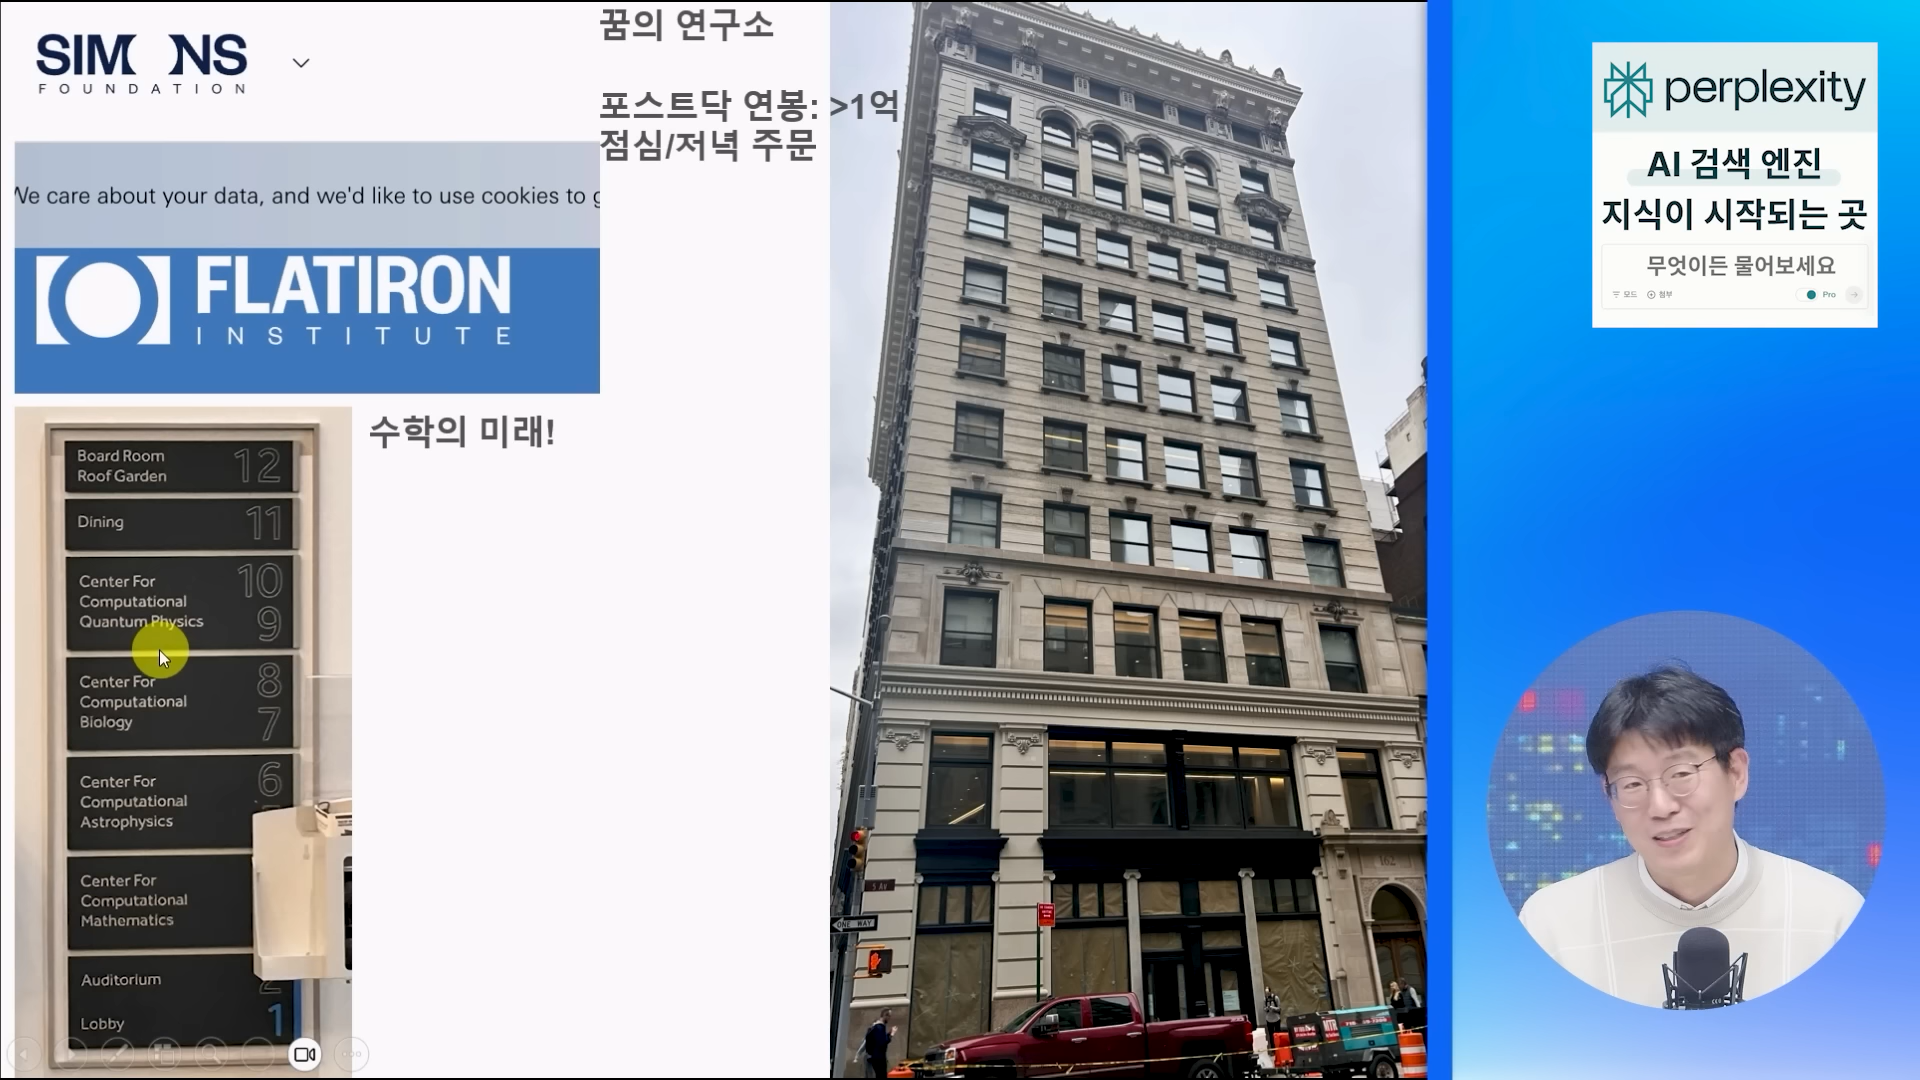 SIMONS
FOUNDATION
꿈의 연구소
포스트닥 연봉: >1억
점심/저녁 주문
We care about your data, and we'd like to use cookies to g
FLATIRON
INSTITUTE
수학의 미래!
Board Room
Roof Garden
12
Dining
11
Center For
Computational
Quantum Physics
10
9
Center For
Computational
Biology
8
7
Center For
Computational
Astrophysics
6
Center For
Computational
Mathematics
Auditorium
2
Lobby
1
162
5 AV
ONE WAY
perplexity
AI 검색 엔진
지식이 시작되는 곳
무엇이든 물어보세요
모드
첨부
Pro